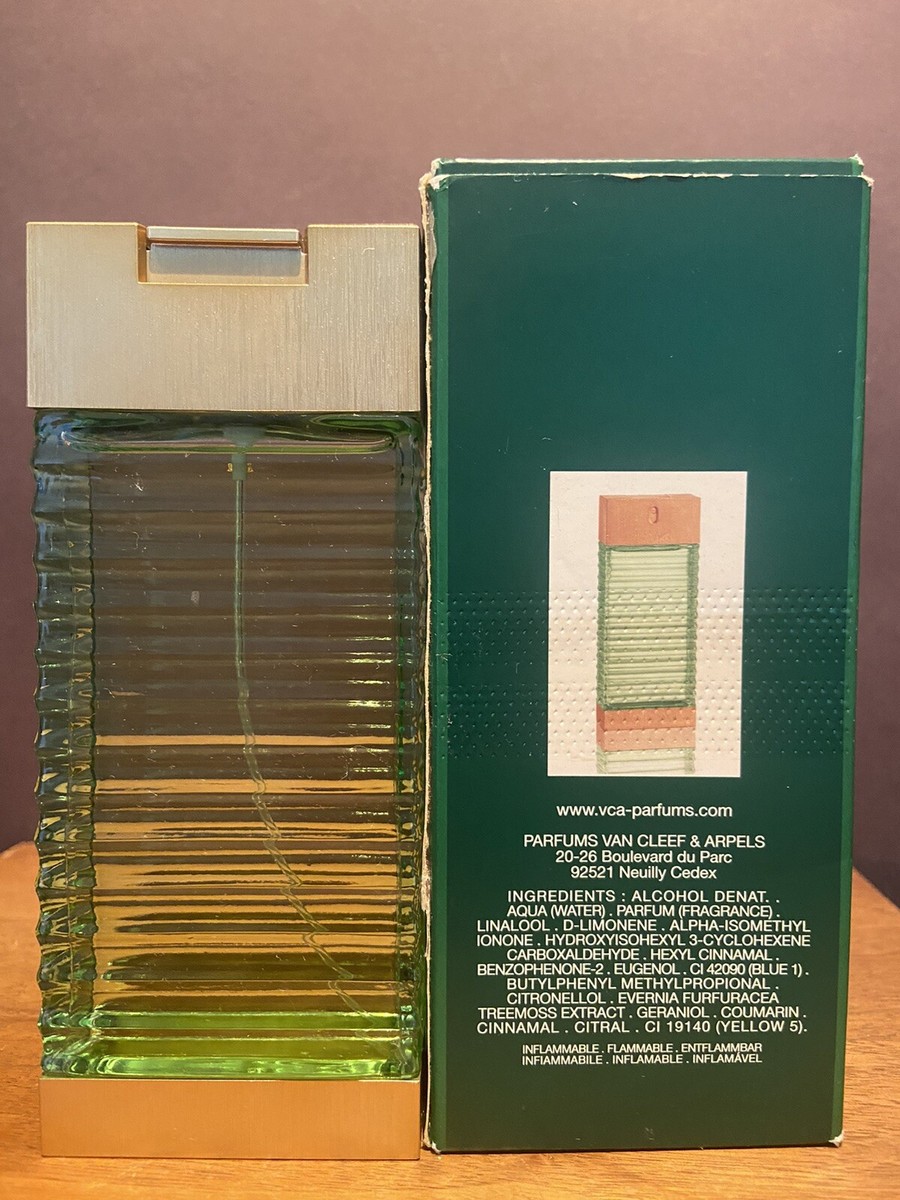 www.vca-parfums.com
PARFUMS VAN CLEEF & ARPELS
20-26 Boulevard du Parc
92521 Neuilly Cedex
INGREDIENTS : ALCOHOL DENAT. .
AQUA (WATER) . PARFUM (FRAGRANCE) .
LINALOOL . D-LIMONENE . ALPHA-ISOMETHYL
IONONE . HYDROXYISOHEXYL 3-CYCLOHEXENE
CARBOXALDEHYDE . HEXYL CINNAMAL .
BENZOPHENONE-2 . EUGENOL . CI 42090 (BLUE 1) .
BUTYLPHENYL METHYLPROPIONAL .
CITRONELLOL . EVERNIA FURFURACEA
TREEMOSS EXTRACT . GERANIOL . COUMARIN .
CINNAMAL . CITRAL . CI 19140 (YELLOW 5).
INFLAMMABLE . FLAMMABLE . ENTFLAMMBAR
INFIAMMABILE . INFLAMABLE . INFLAMÁVEL